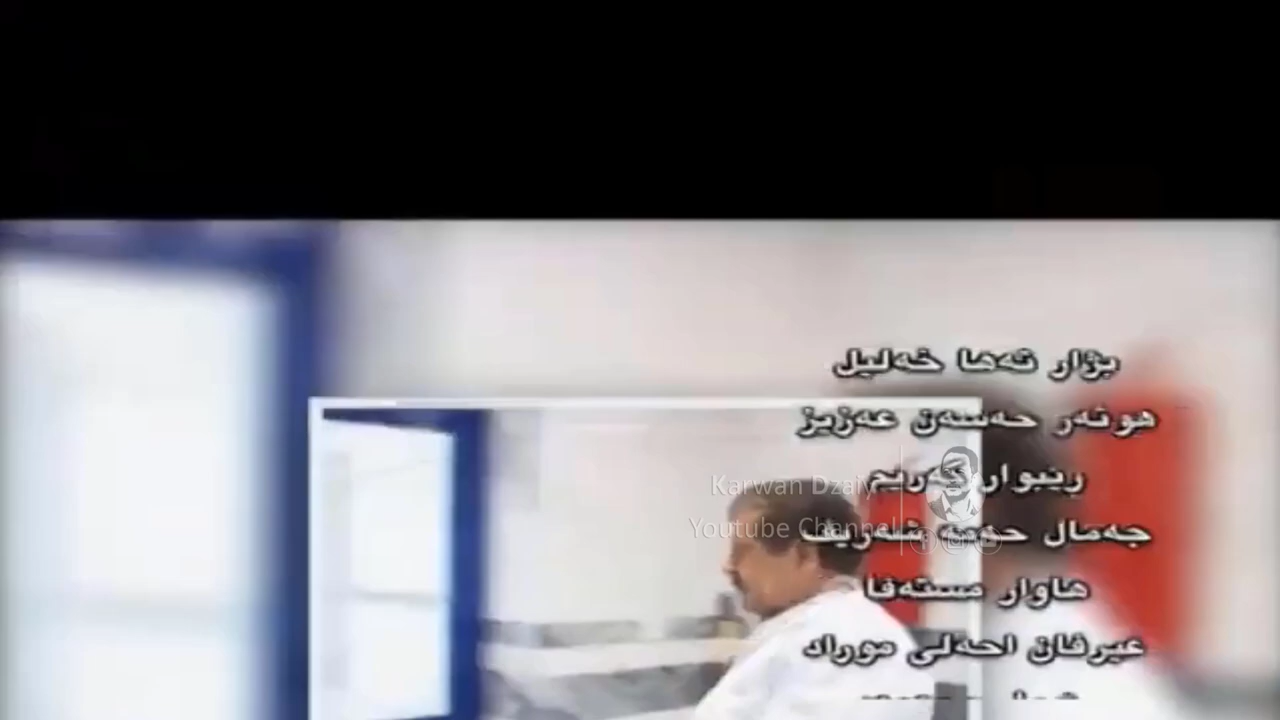 بژار تەها خەلیل
هونەر حەسەن عەزیز
ڕێبوار کەریم
جەمال حەمە شەریف
هاوار مستەفا
عیرفان احەلی موراد
Karwan Dzaiy
Youtube Channel